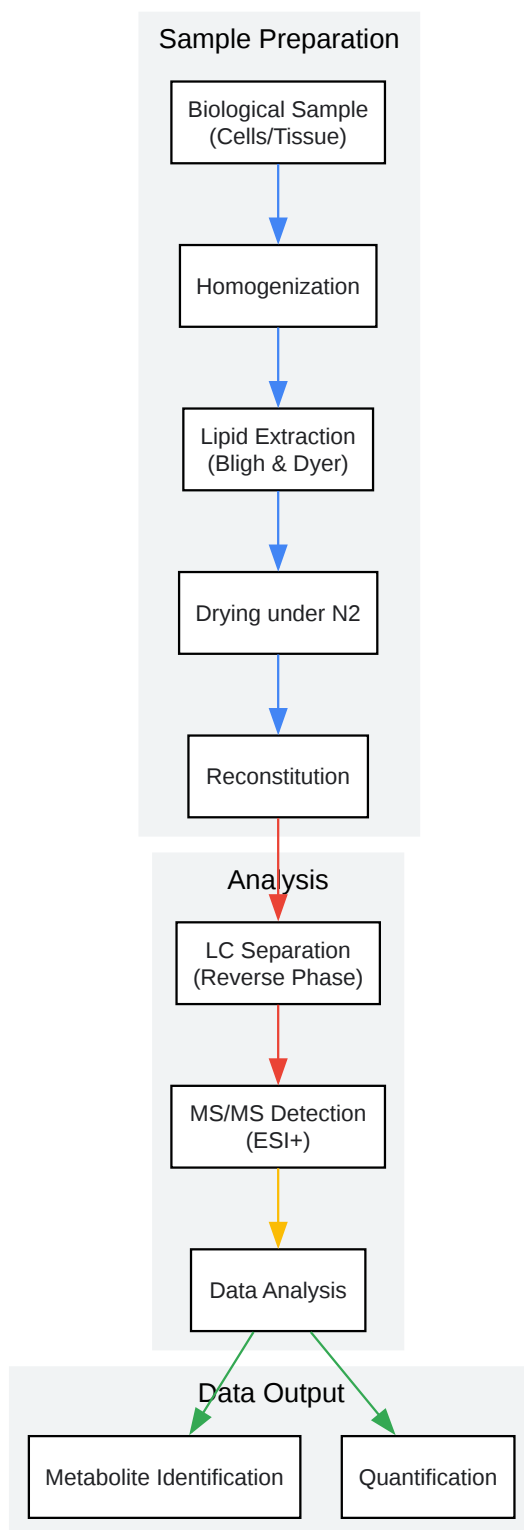 Sample Preparation
Biological Sample
(Cells/Tissue)
Homogenization
Lipid Extraction
(Bligh & Dyer)
Drying under N2
Reconstitution
Analysis
LC Separation
(Reverse Phase)
MS/MS Detection
(ESI+)
Data Analysis
Data Output
Metabolite Identification
Quantification